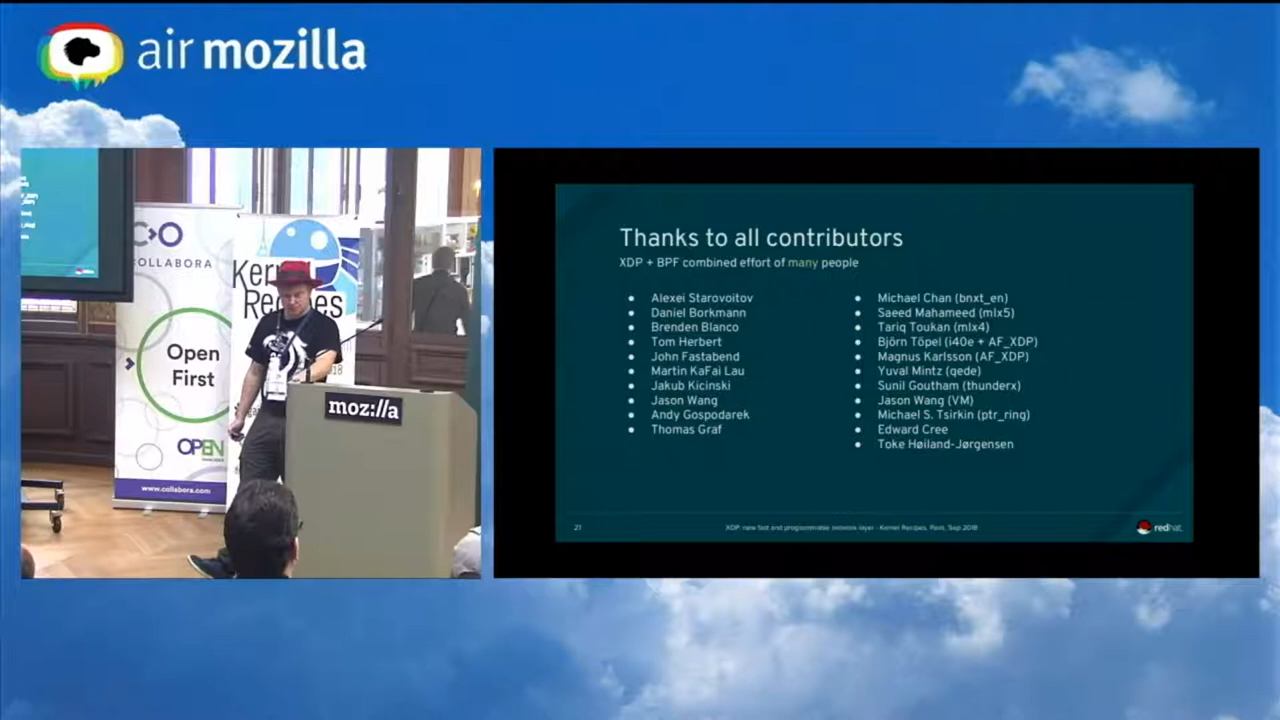 air mozilla
COLLABORA
Open
First
OPEN
www.collabora.com
Kernel
Recipes
moz://a
Thanks to all contributors
XDP + BPF combined effort of many people
Alexei Starovoitov
Daniel Borkmann
Brenden Blanco
Tom Herbert
John Fastabend
Martin KaFai Lau
Jakub Kicinski
Jason Wang
Andy Gospodarek
Thomas Graf
Michael Chan (bnxt_en)
Saeed Mahameed (mlx5)
Tariq Toukan (mlx4)
Björn Töpel (i40e + AF_XDP)
Magnus Karlsson (AF_XDP)
Yuval Mintz (qede)
Sunil Goutham (thunderx)
Jason Wang (VM)
Michael S. Tsirkin (ptr_ring)
Edward Cree
Toke Høiland-Jørgensen
21
XDP: new fast and programmable network layer - Kernel Recipes, Paris, Sep 2018
redhat.